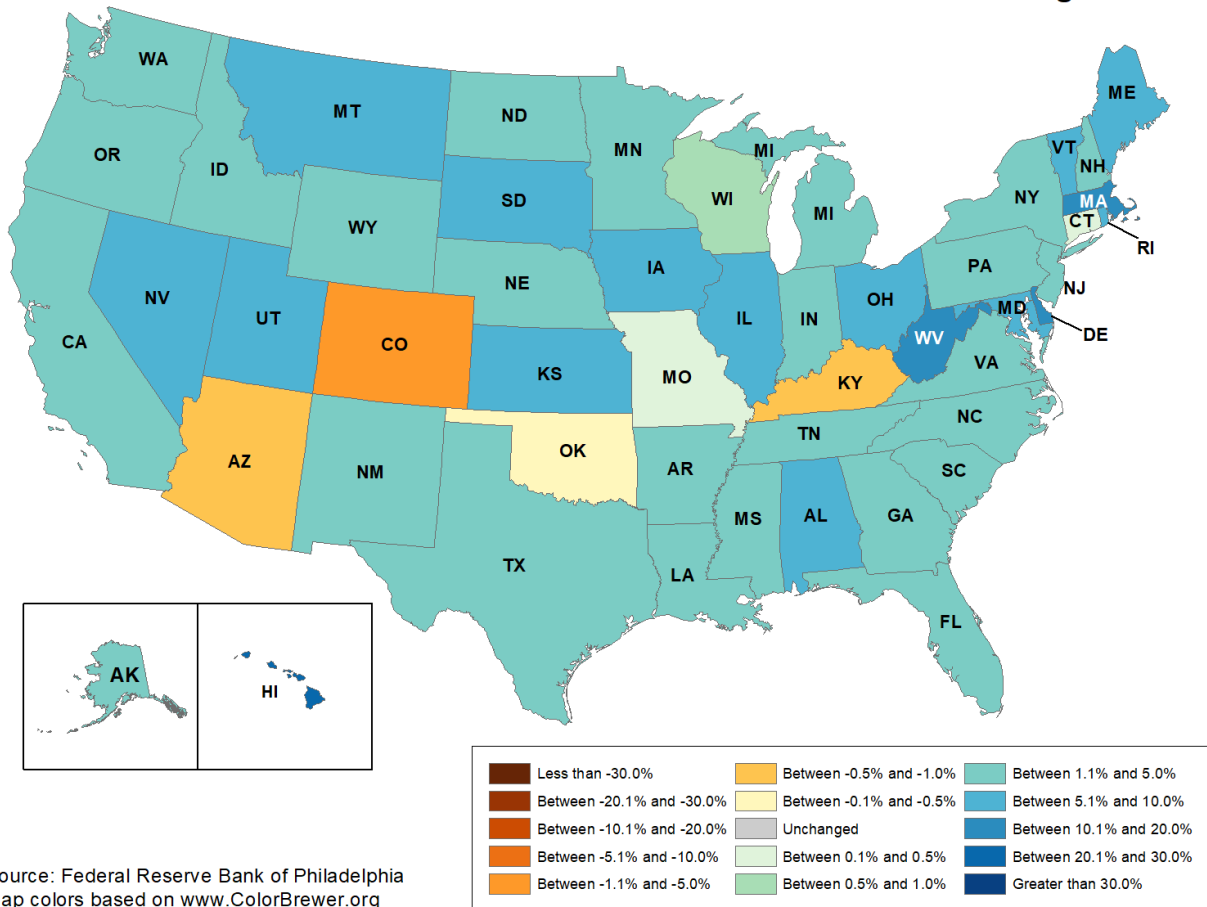 WA
MT
ND
MN
ME
OR
ID
SD
WI
MI
MI
VT
NH
NY
MA
CT
RI
WY
IA
PA
NJ
NV
UT
NE
IL
IN
OH
MD
DE
CA
CO
KS
MO
WV
VA
KY
AZ
NM
OK
AR
TN
NC
SC
MS
AL
GA
TX
LA
FL
AK
HI
Less than -30.0%
Between -20.1% and -30.0%
Between -10.1% and -20.0%
Between -5.1% and -10.0%
Between -1.1% and -5.0%
Between -0.5% and -1.0%
Between -0.1% and -0.5%
Unchanged
Between 0.1% and 0.5%
Between 0.5% and 1.0%
Between 1.1% and 5.0%
Between 5.1% and 10.0%
Between 10.1% and 20.0%
Between 20.1% and 30.0%
Greater than 30.0%
ource: Federal Reserve Bank of Philadelphia
ap colors based on www.ColorBrewer.org